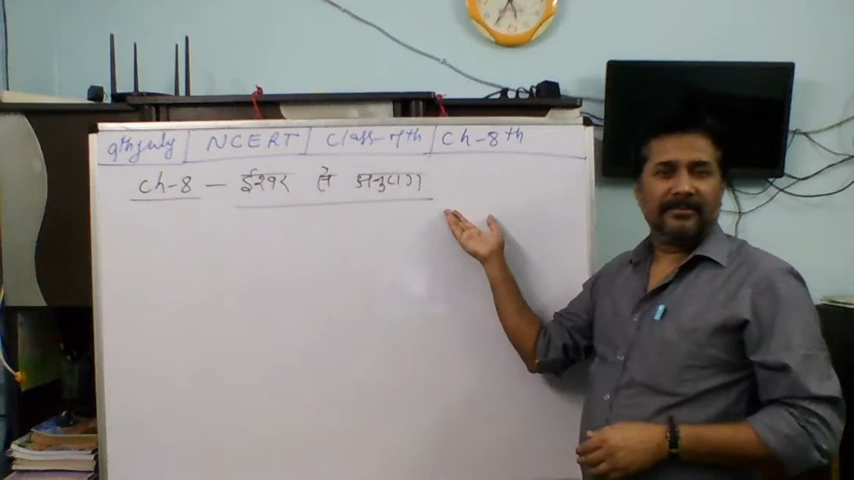 9th July | NCERT | Class-7th | Ch-8th
Ch-8 — ईश्वर से अनुराग